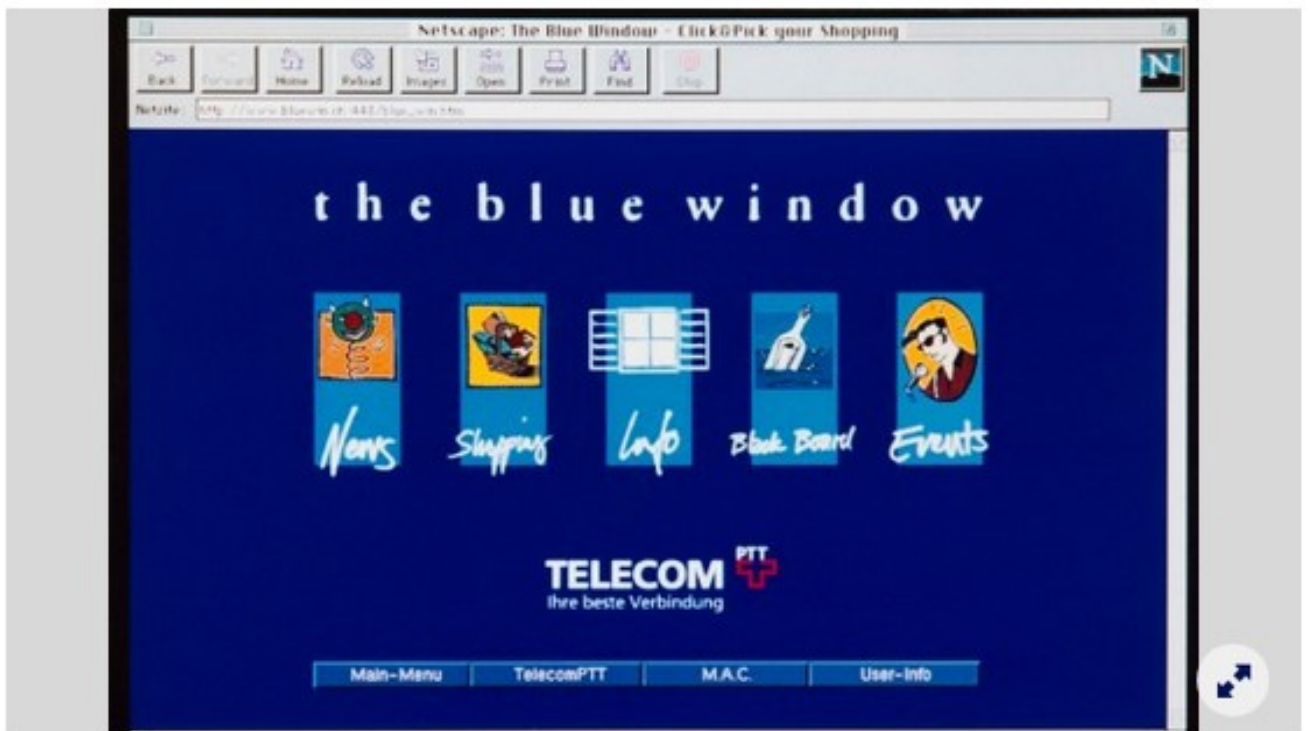 Netscape: The Blue Window - Click&Pick your Shopping
Back Forward Home Reload Images Open Print Find Stop
Netsite:
N
the blue window
News Shopping Info Black Board Events
TELECOM PTT
Ihre beste Verbindung
Main-Menu TelecomPTT M.A.C. User-Info